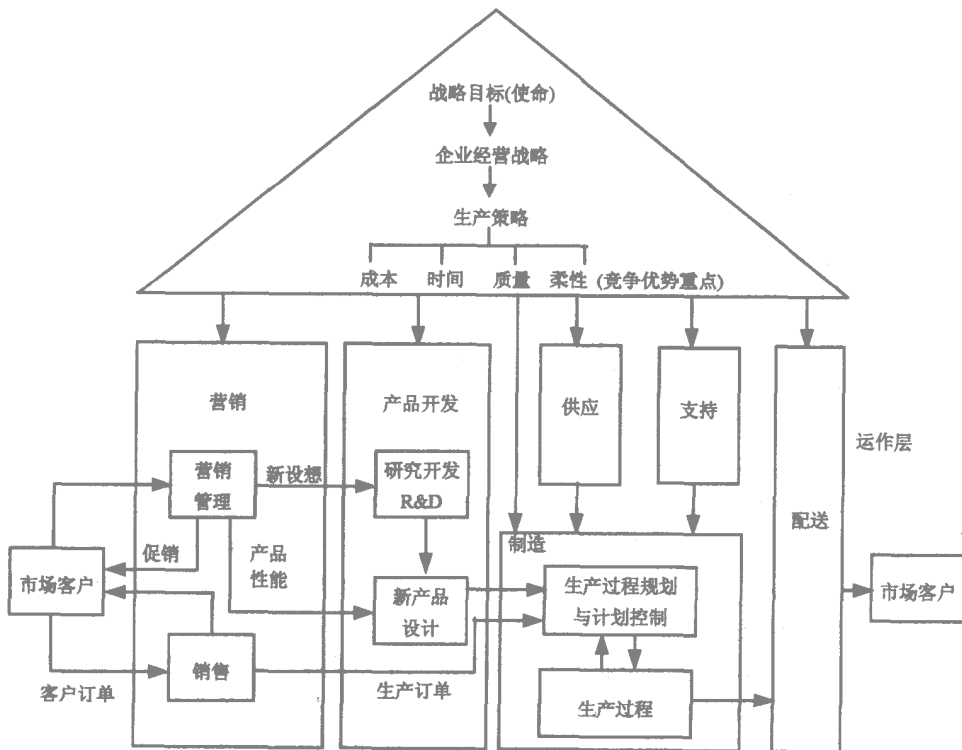 战略目标(使命)
企业经营战略
生产策略
成本 时间 质量 柔性 (竞争优势重点)
营销
产品开发
供应
支持
运作层
营销
管理
新设想
研究开发
R&D
配送
制造
促销
产品
性能
市场客户
新产品
设计
生产过程规划
与计划控制
市场客户
销售
客户订单
生产订单
生产过程